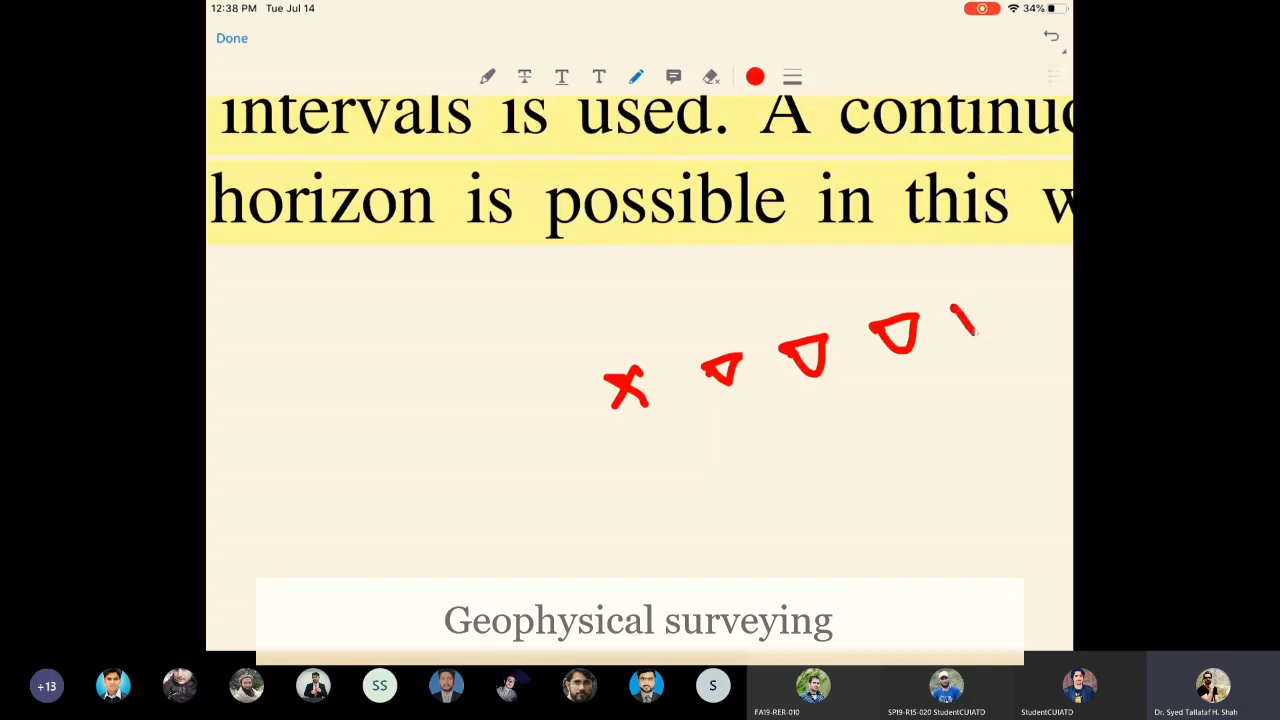 12:38 PM Tue Jul 14
34%
Done
T T T
intervals is used. A continuo
horizon is possible in this w
Geophysical surveying
+13
SS
S
FA19-RER-010
SP19-R15-020 StudentCUIATD
StudentCUIATD
Dr. Syed Tallataf H. Shah